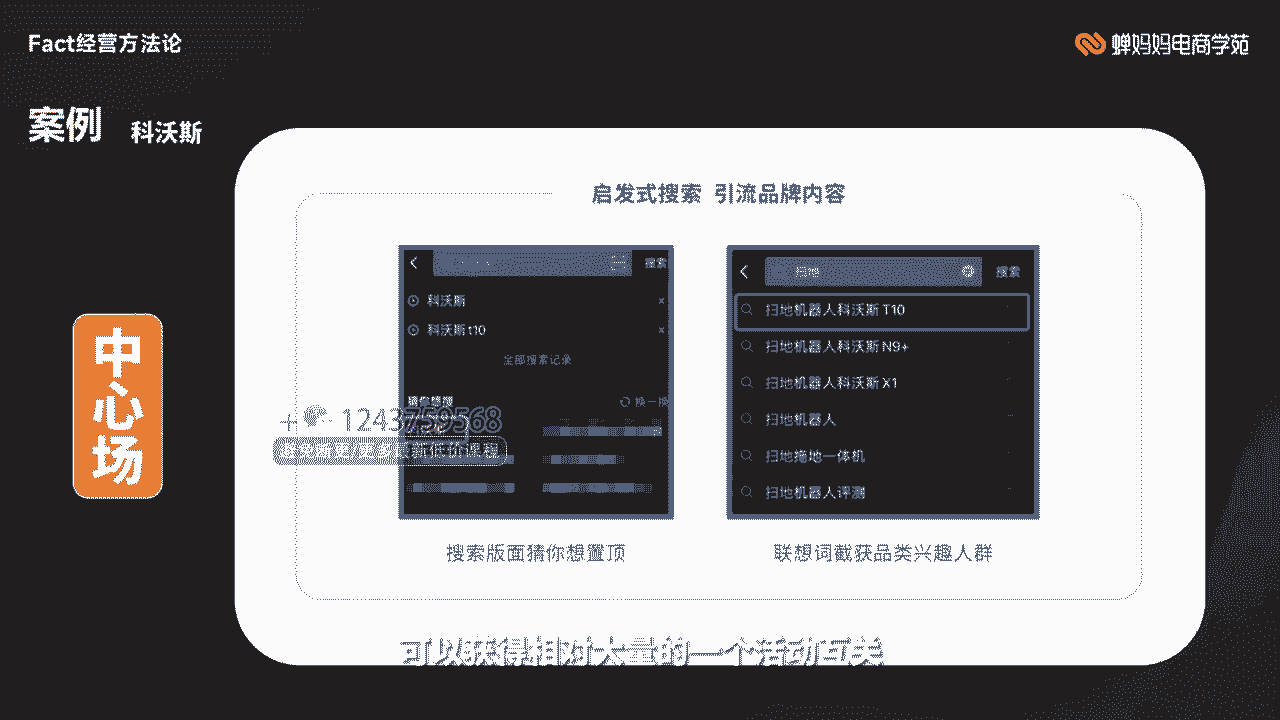 Fact经营方法论
蝉妈妈电商学苑
案例 科沃斯
启发式搜索 引流品牌内容
中心场
搜索
科沃斯
科沃斯 t10
全部搜索记录
换一换
扫地
搜索
扫地机器人科沃斯 T10
扫地机器人科沃斯 N9+
扫地机器人科沃斯 X1
扫地机器人
扫地拖地一体机
扫地机器人评测
1243759568
搜索版面猜你想置顶
联想词截获品类兴趣人群
可以获得相对大量的一个活动互关